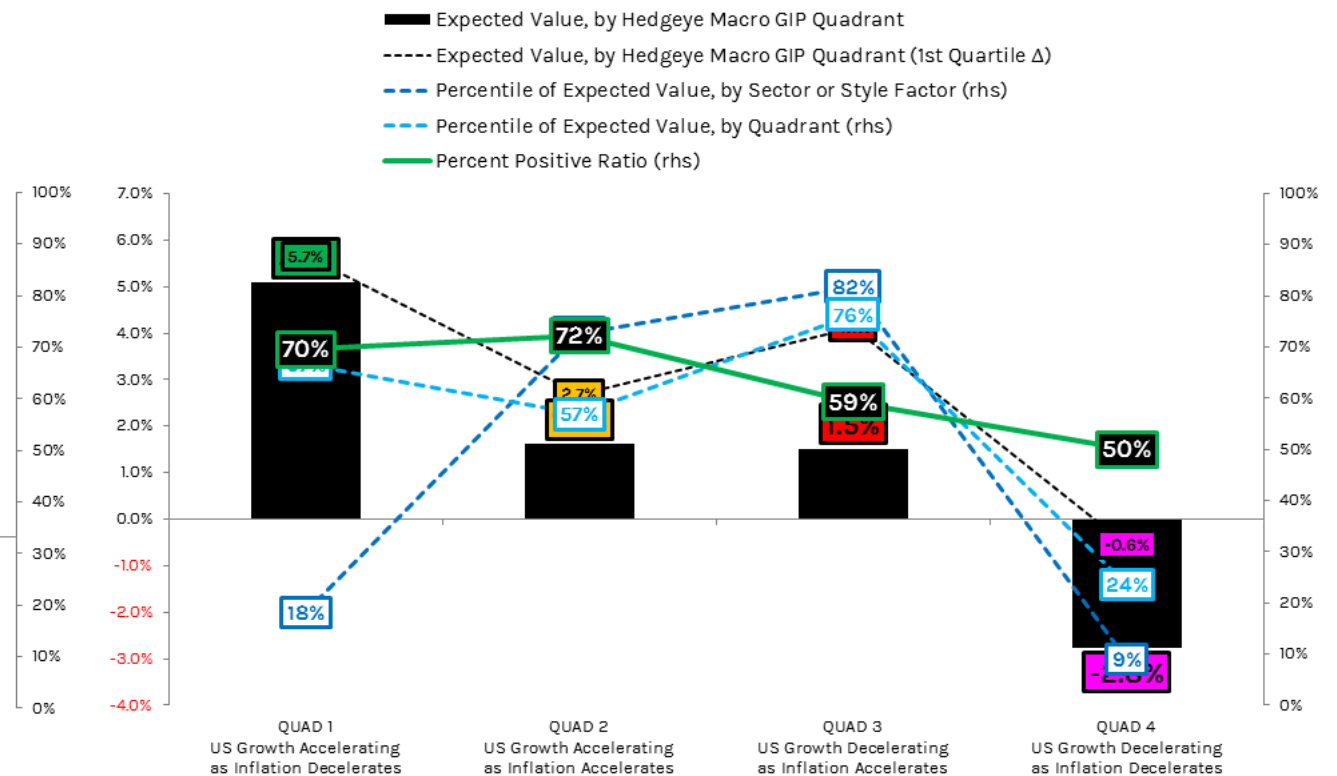 Expected Value, by Hedgeye Macro GIP Quadrant
Expected Value, by Hedgeye Macro GIP Quadrant (1st Quartile Δ)
Percentile of Expected Value, by Sector or Style Factor (rhs)
Percentile of Expected Value, by Quadrant (rhs)
Percent Positive Ratio (rhs)
100%
90%
80%
70%
60%
50%
40%
30%
20%
10%
0%
7.0%
6.0%
5.0%
4.0%
3.0%
2.0%
1.0%
0.0%
-1.0%
-2.0%
-3.0%
-4.0%
5.7%
70%
18%
72%
2.7%
57%
82%
76%
59%
1.5%
50%
-0.6%
24%
9%
100%
90%
80%
70%
60%
50%
40%
30%
20%
10%
0%
QUAD 1
US Growth Accelerating
as Inflation Decelerates
QUAD 2
US Growth Accelerating
as Inflation Accelerates
QUAD 3
US Growth Decelerating
as Inflation Accelerates
QUAD 4
US Growth Decelerating
as Inflation Decelerates